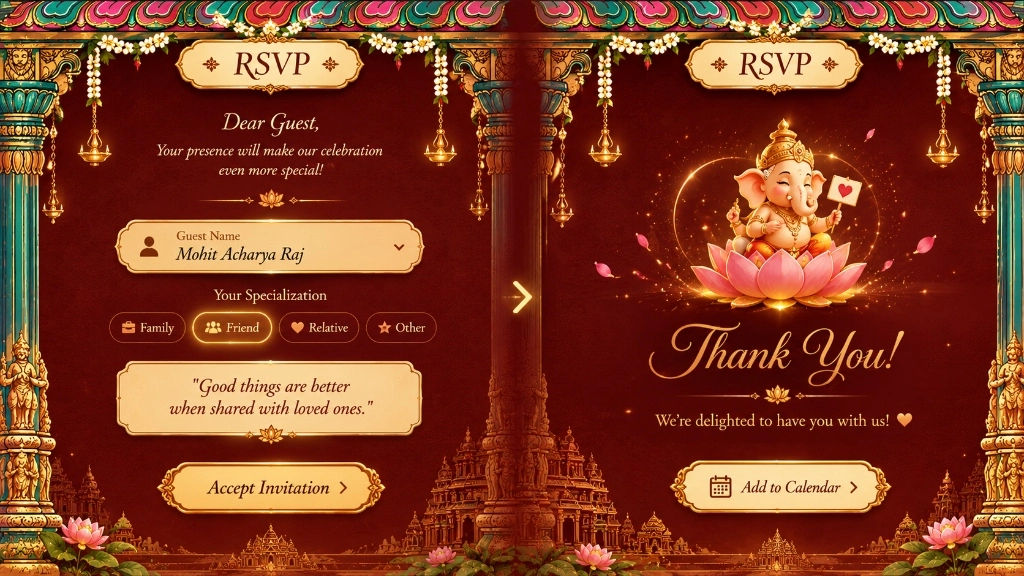 RSVP
Dear Guest,
Your presence will make our celebration
even more special!
Guest Name
Mohit Acharya Raj
Your Specialization
Family
Friend
Relative
Other
"Good things are better
when shared with loved ones."
Accept Invitation
RSVP
Thank You!
We're delighted to have you with us!
Add to Calendar